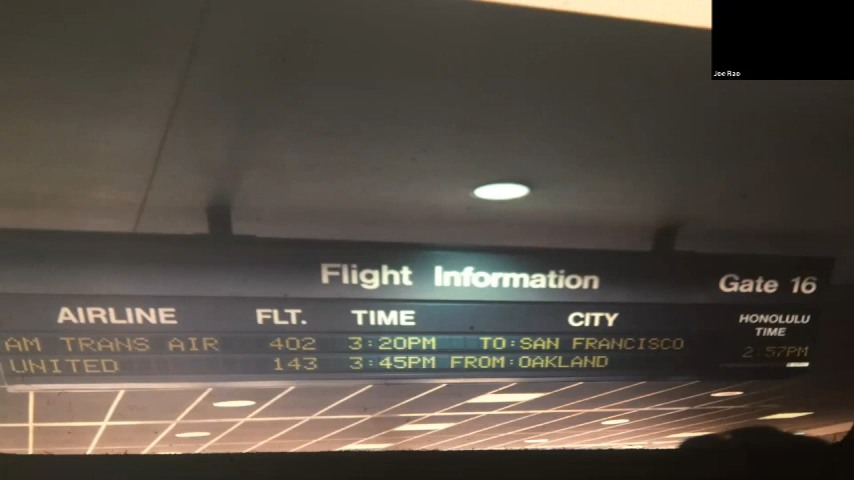 Joe Rao
Flight Information
Gate 16
AIRLINE FLT. TIME CITY
HONOLULU
TIME
AM TRANS AIR 402 3:20PM TO:SAN FRANCISCO
UNITED 143 3:45PM FROM:OAKLAND
2:57PM